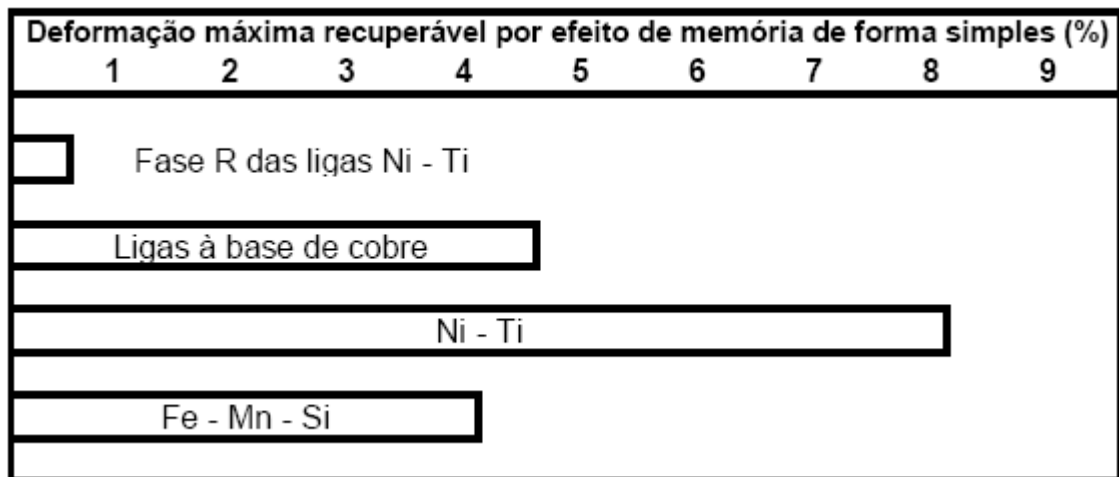 Deformação máxima recuperável por efeito de memória de forma simples (%)
1 2 3 4 5 6 7 8 9
Fase R das ligas Ni - Ti
Ligas à base de cobre
Ni - Ti
Fe - Mn - Si